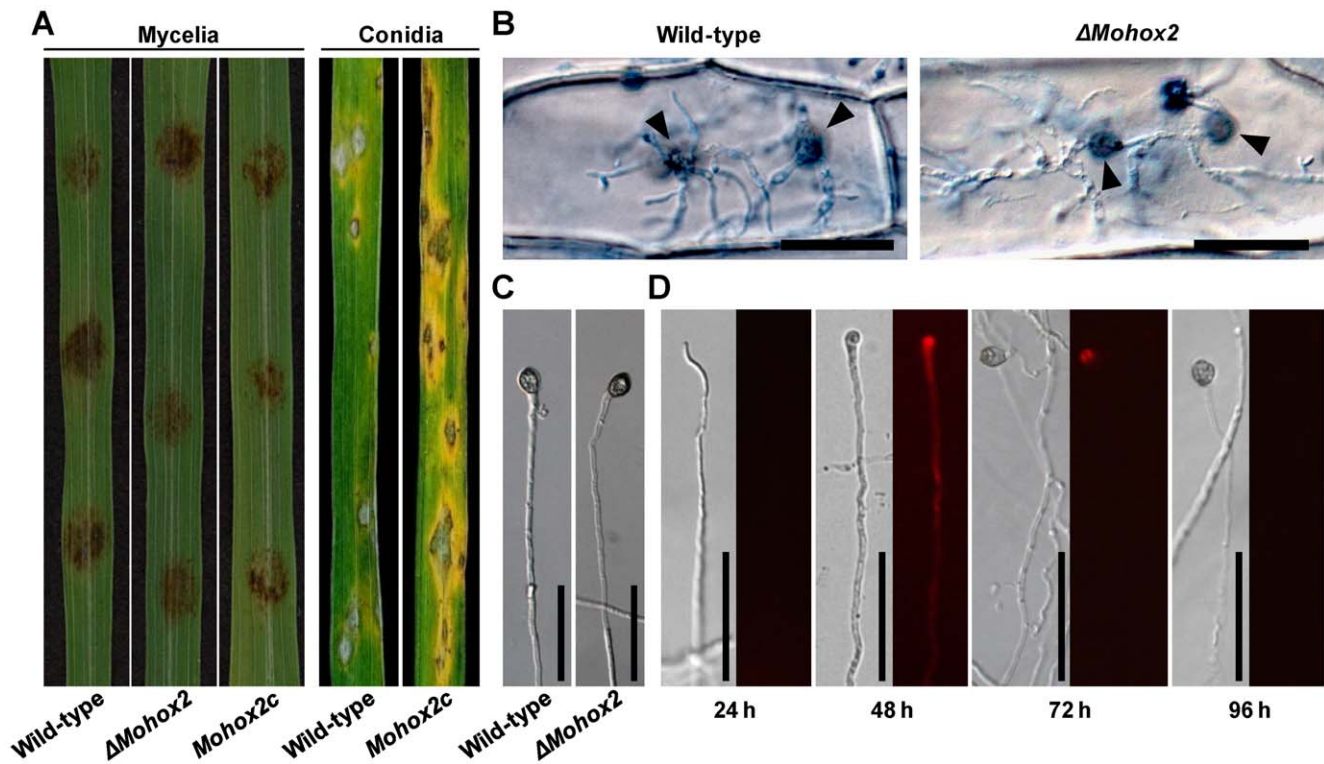 A
Mycelia
Conidia
Wild-type
ΔMohox2
Mohox2c
Wild-type
Mohox2c
B
Wild-type
ΔMohox2
C
Wild-type
ΔMohox2
D
24 h
48 h
72 h
96 h